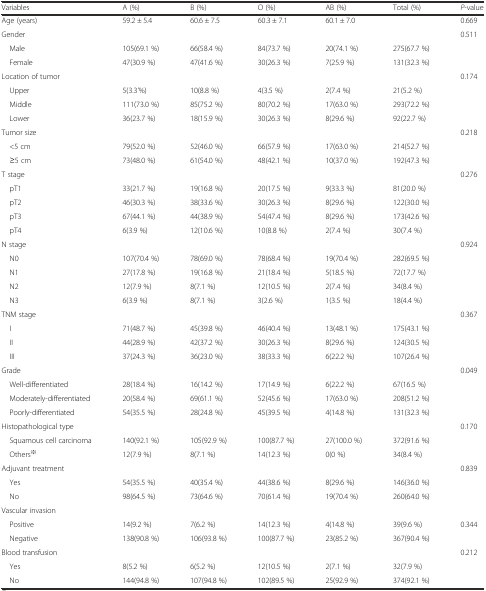 Variables A (%) B (%) O (%) AB (%) Total (%) P-value
Age (years) 59.2 ± 5.4 60.6 ± 7.5 60.3 ± 7.1 60.1 ± 7.0 0.669
Gender 0.511
Male 105(69.1 %) 66(58.4 %) 84(73.7 %) 20(74.1 %) 275(67.7 %)
Female 47(30.9 %) 47(41.6 %) 30(26.3 %) 7(25.9 %) 131(32.3 %)
Location of tumor 0.174
Upper 5(3.3%) 10(8.8 %) 4(3.5 %) 2(7.4 %) 21(5.2 %)
Middle 111(73.0 %) 85(75.2 %) 80(70.2 %) 17(63.0 %) 293(72.2 %)
Lower 36(23.7 %) 18(15.9 %) 30(26.3 %) 8(29.6 %) 92(22.7 %)
Tumor size 0.218
<5 cm 79(52.0 %) 52(46.0 %) 66(57.9 %) 17(63.0 %) 214(52.7 %)
≥5 cm 73(48.0 %) 61(54.0 %) 48(42.1 %) 10(37.0 %) 192(47.3 %)
T stage 0.276
pT1 33(21.7 %) 19(16.8 %) 20(17.5 %) 9(33.3 %) 81(20.0 %)
pT2 46(30.3 %) 38(33.6 %) 30(26.3 %) 8(29.6 %) 122(30.0 %)
pT3 67(44.1 %) 44(38.9 %) 54(47.4 %) 8(29.6 %) 173(42.6 %)
pT4 6(3.9 %) 12(10.6 %) 10(8.8 %) 2(7.4 %) 30(7.4 %)
N stage 0.924
N0 107(70.4 %) 78(69.0 %) 78(68.4 %) 19(70.4 %) 282(69.5 %)
N1 27(17.8 %) 19(16.8 %) 21(18.4 %) 5(18.5 %) 72(17.7 %)
N2 12(7.9 %) 8(7.1 %) 12(10.5 %) 2(7.4 %) 34(8.4 %)
N3 6(3.9 %) 8(7.1 %) 3(2.6 %) 1(3.5 %) 18(4.4 %)
TNM stage 0.367
I 71(48.7 %) 45(39.8 %) 46(40.4 %) 13(48.1 %) 175(43.1 %)
II 44(28.9 %) 42(37.2 %) 30(26.3 %) 8(29.6 %) 124(30.5 %)
III 37(24.3 %) 36(23.0 %) 38(33.3 %) 6(22.2 %) 107(26.4 %)
Grade 0.049
Well-differentiated 28(18.4 %) 16(14.2 %) 17(14.9 %) 6(22.2 %) 67(16.5 %)
Moderately-differentiated 20(58.4 %) 69(61.1 %) 52(45.6 %) 17(63.0 %) 208(51.2 %)
Poorly-differentiated 54(35.5 %) 28(24.8 %) 45(39.5 %) 4(14.8 %) 131(32.3 %)
Histopathological type 0.170
Squamous cell carcinoma 140(92.1 %) 105(92.9 %) 100(87.7 %) 27(100.0 %) 372(91.6 %)
Others 12(7.9 %) 8(7.1 %) 14(12.3 %) 0(0 %) 34(8.4 %)
Adjuvant treatment 0.839
Yes 54(35.5 %) 40(35.4 %) 44(38.6 %) 8(29.6 %) 146(36.0 %)
No 98(64.5 %) 73(64.6 %) 70(61.4 %) 19(70.4 %) 260(64.0 %)
Vascular invasion
Positive 14(9.2 %) 7(6.2 %) 14(12.3 %) 4(14.8 %) 39(9.6 %) 0.344
Negative 138(90.8 %) 106(93.8 %) 100(87.7 %) 23(85.2 %) 367(90.4 %)
Blood transfusion 0.212
Yes 8(5.2 %) 6(5.2 %) 12(10.5 %) 2(7.1 %) 32(7.9 %)
No 144(94.8 %) 107(94.8 %) 102(89.5 %) 25(92.9 %) 374(92.1 %)